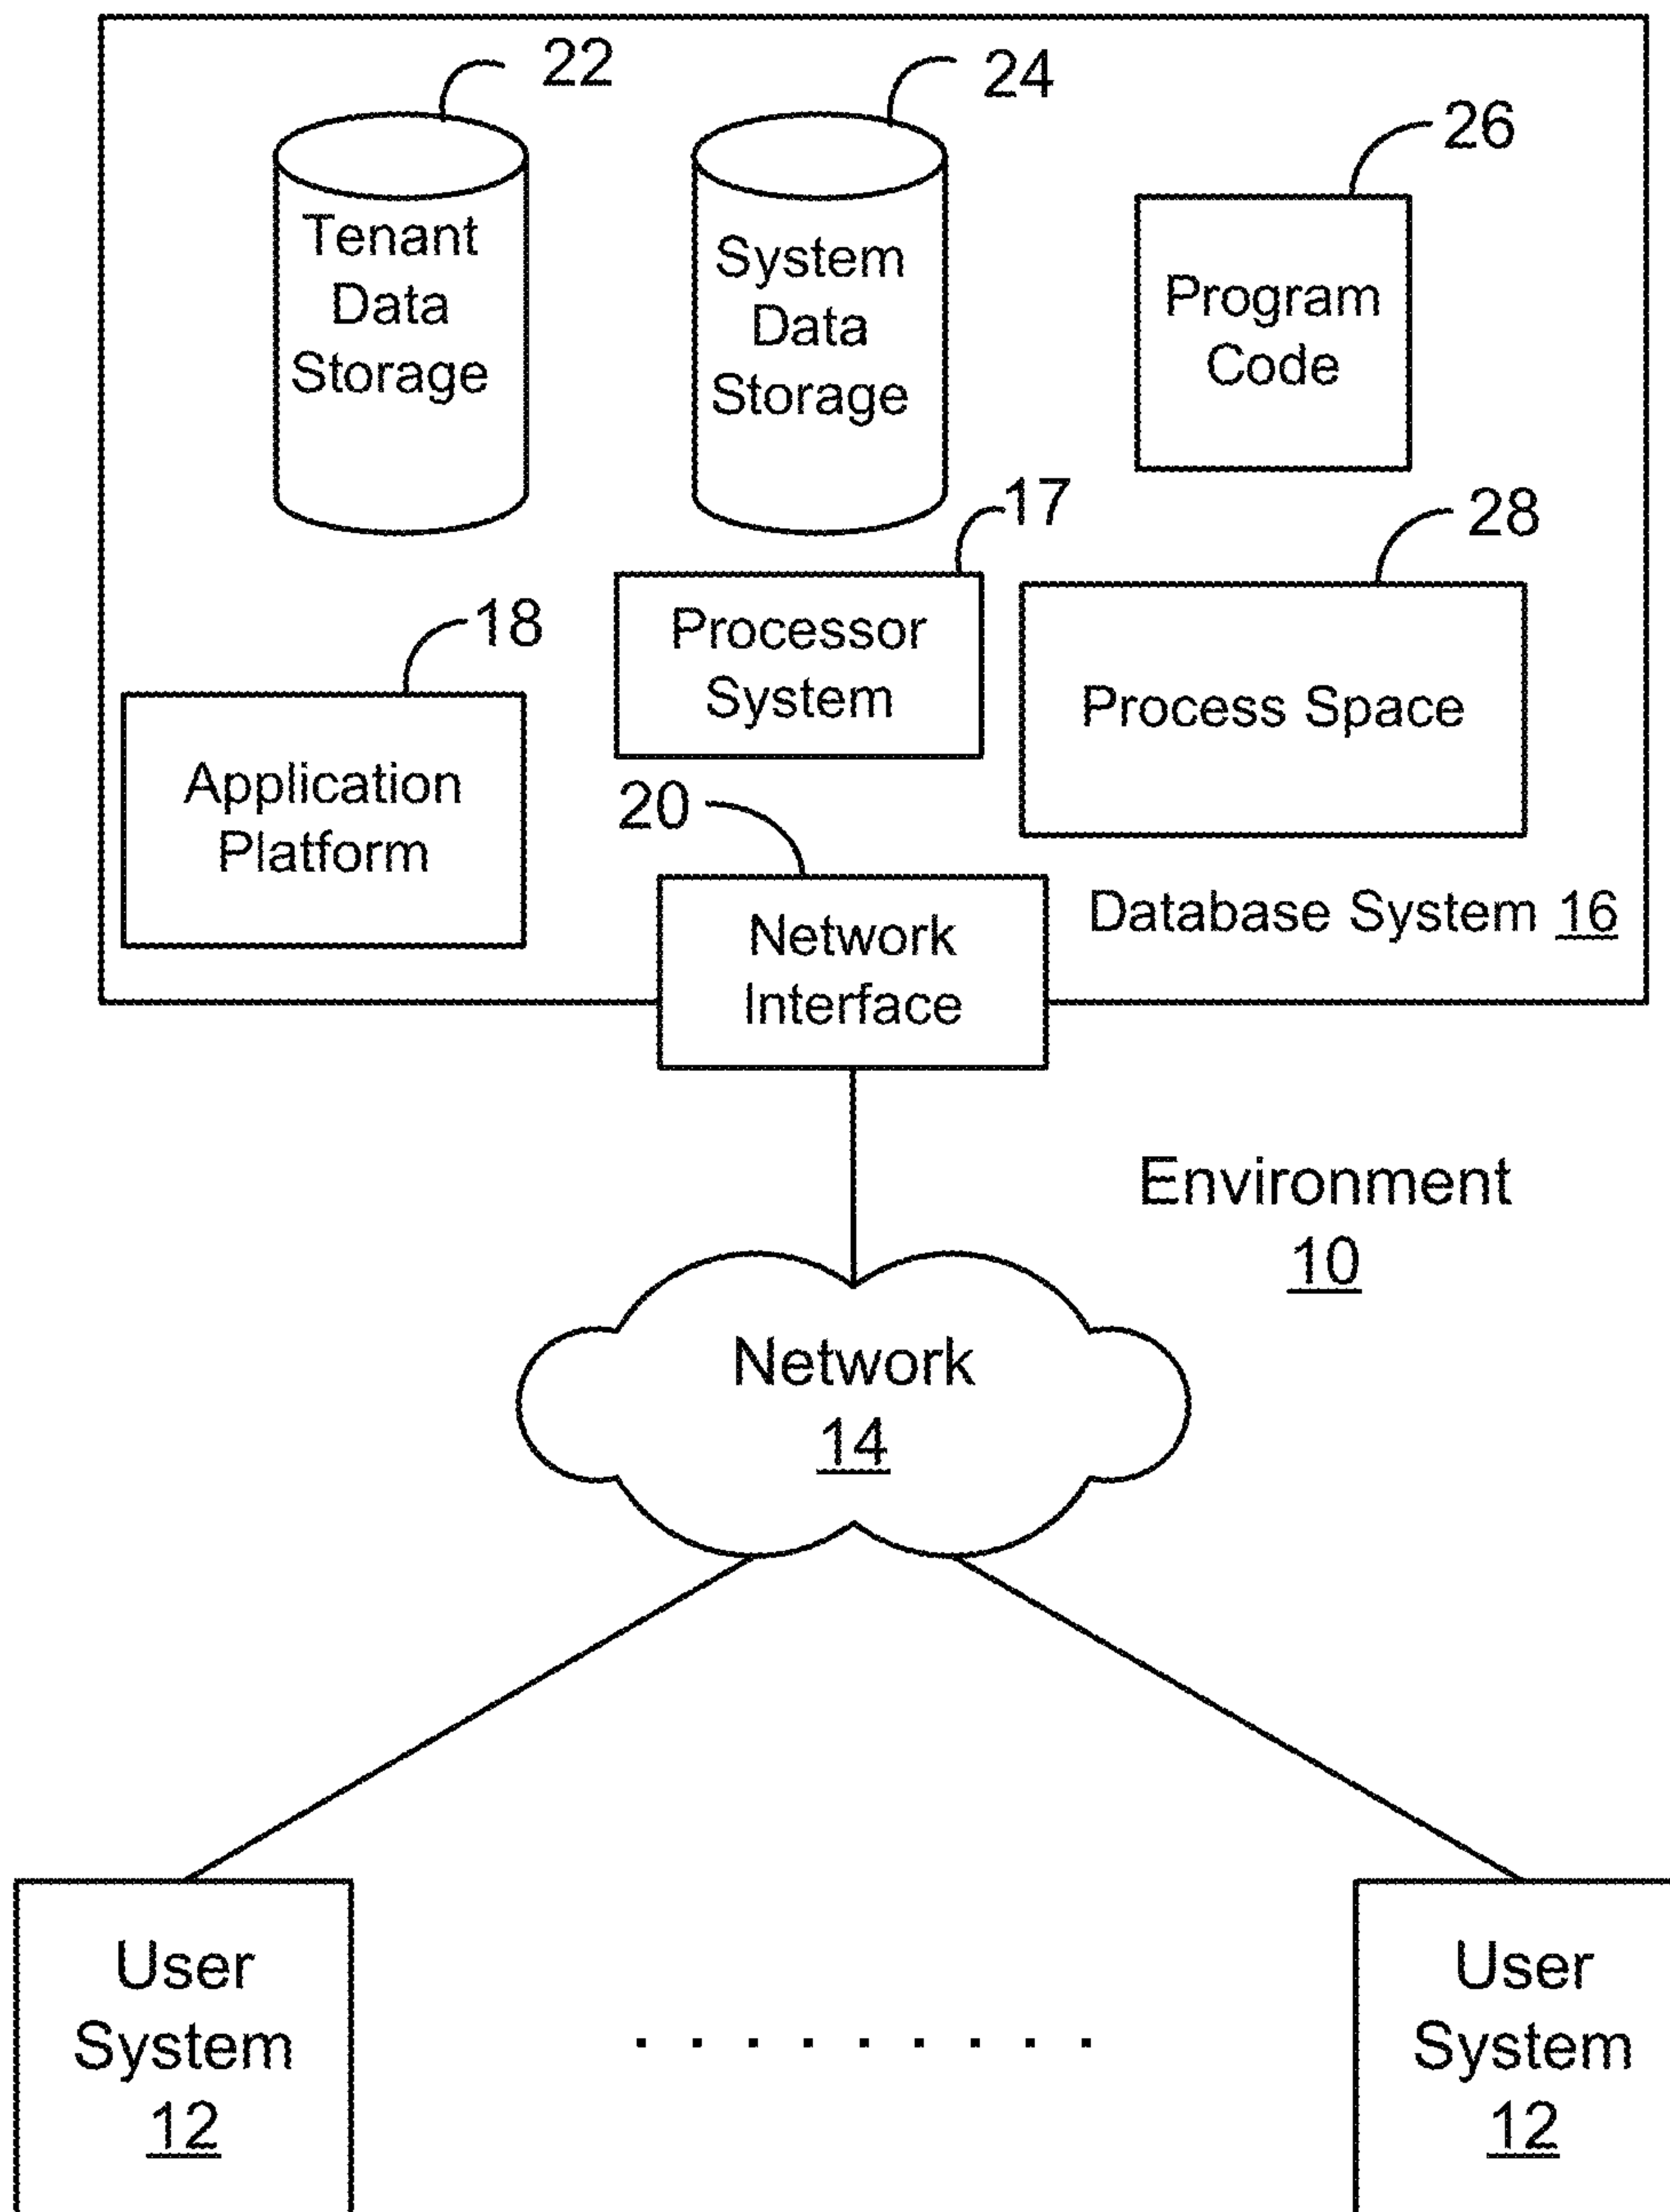 22
24
26
Tenant
Data
Storage
System
Data
Storage
Program
Code
17
28
18
Processor
System
Process Space
Application
Platform
20
Network
Interface
Database System 16
Environment
10
Network
14
User
System
12
. . . . . . . . .
User
System
12